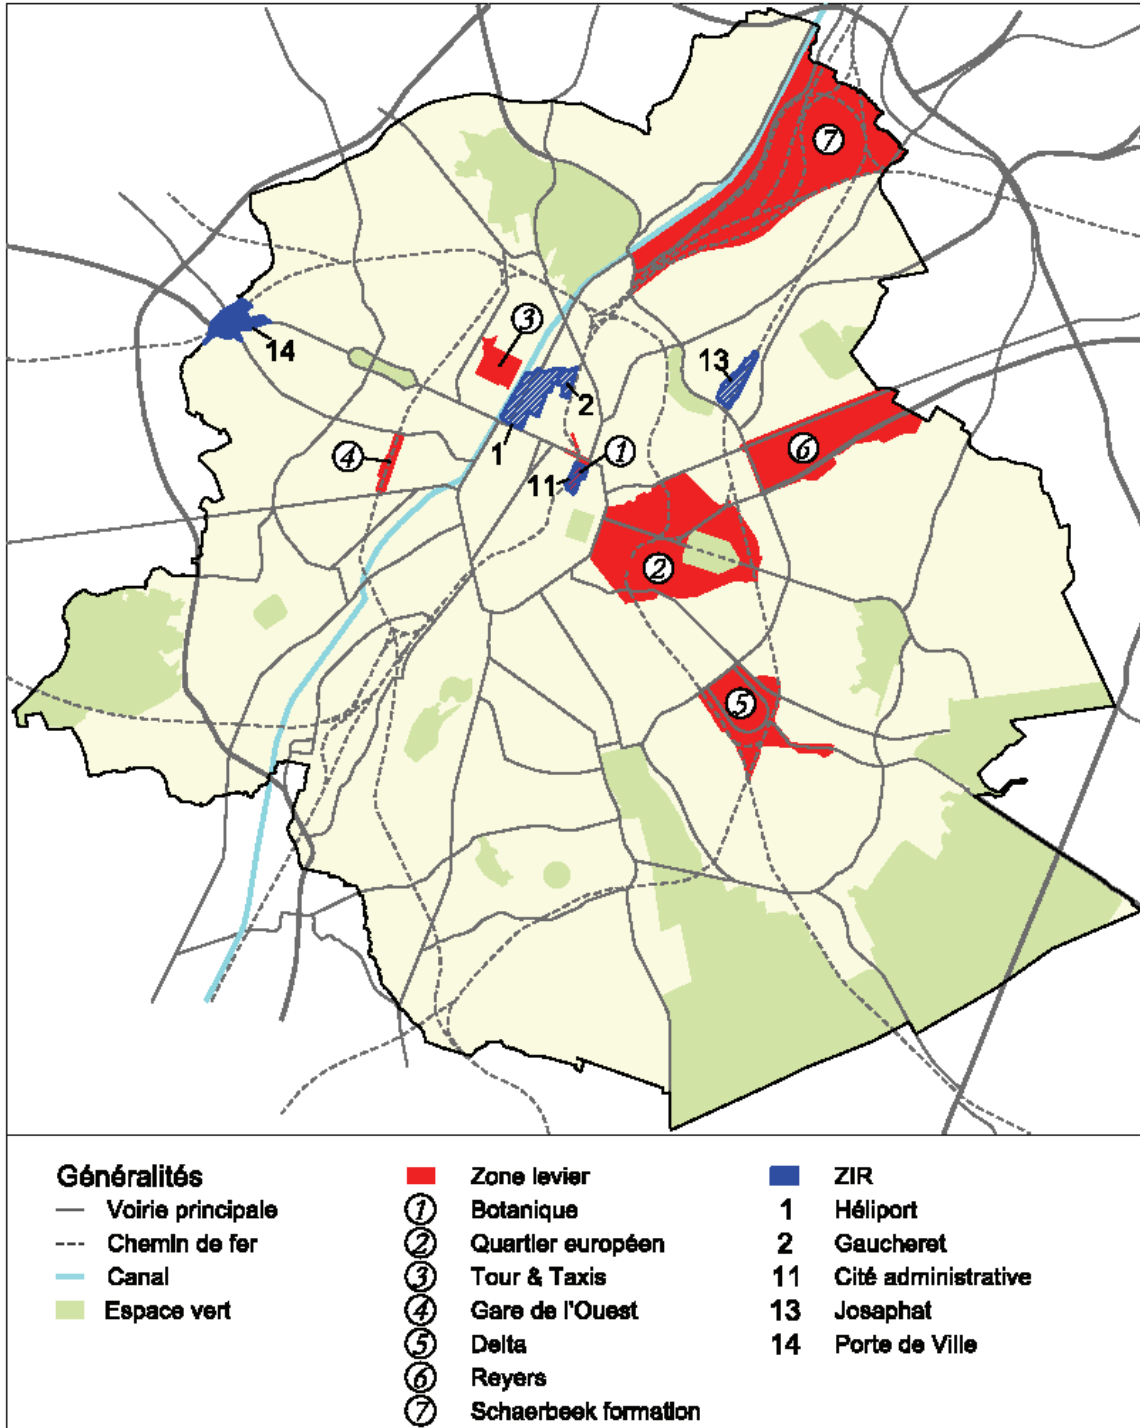 7
3
14
13
2
1
6
4
1
11
2
5
Généralités
Voirie principale
Chemin de fer
Canal
Espace vert
Zone levier
1 Botanique
2 Quartier européen
3 Tour & Taxis
4 Gare de l'Ouest
5 Delta
6 Reyers
7 Schaerbeek formation
ZIR
1 Héliport
2 Gaucheret
11 Cité administrative
13 Josaphat
14 Porte de Ville